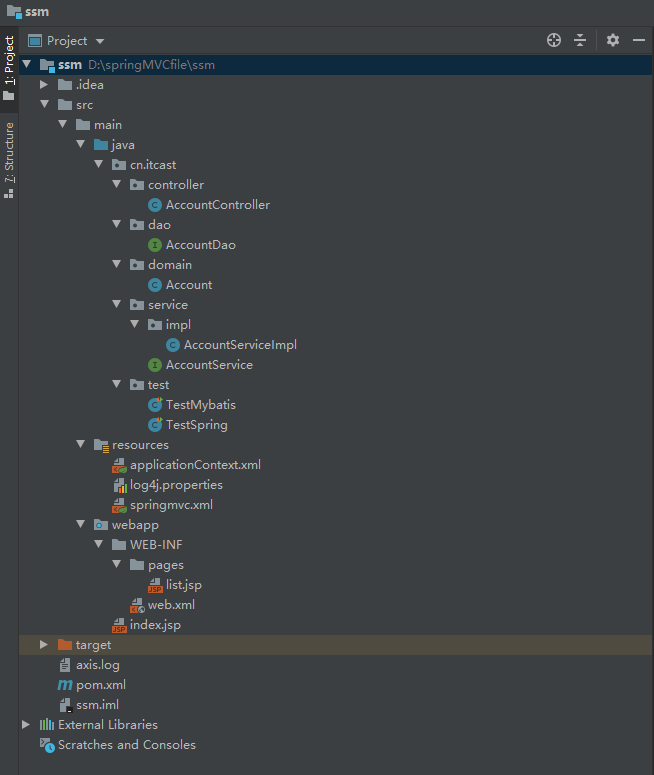 ssm
1: Project
7: Structure
Project
ssm D:\springMVCfile\ssm
.idea
src
main
java
cn.itcast
controller
AccountController
dao
AccountDao
domain
Account
service
impl
AccountServiceImpl
AccountService
test
TestMybatis
TestSpring
resources
applicationContext.xml
log4j.properties
springmvc.xml
webapp
WEB-INF
pages
list.jsp
web.xml
index.jsp
target
axis.log
pom.xml
ssm.iml
External Libraries
Scratches and Consoles